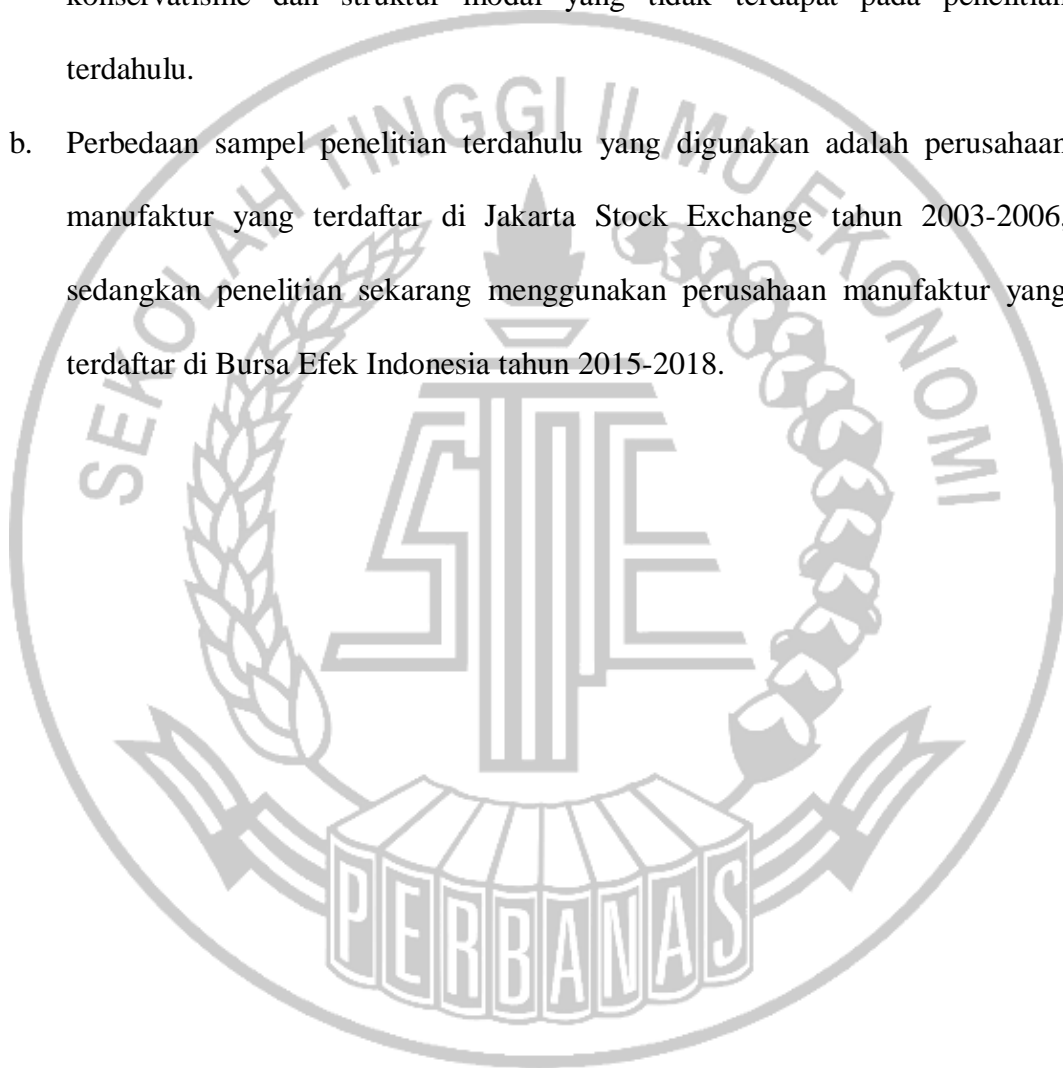 konservatisme dan struktur modal yang tidak terdapat pada penelitian
terdahulu.
b. Perbedaan sampel penelitian terdahulu yang digunakan adalah perusahaan
manufaktur yang terdaftar di Jakarta Stock Exchange tahun 2003-2006,
sedangkan penelitian sekarang menggunakan perusahaan manufaktur yang
terdaftar di Bursa Efek Indonesia tahun 2015-2018.
SEKOLAH TINGGI ILMU EKONOMI
STIE
PERBANAS